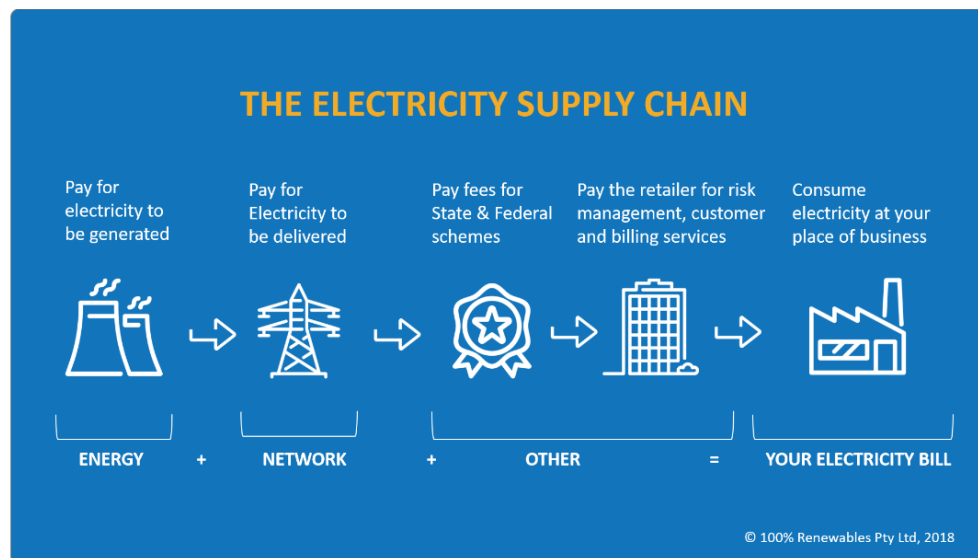 THE ELECTRICITY SUPPLY CHAIN
Pay for
electricity to
be generated
Pay for
Electricity to
be delivered
Pay fees for
State & Federal
schemes
Pay the retailer for risk
management, customer
and billing services
Consume
electricity at your
place of business
ENERGY + NETWORK + OTHER = YOUR ELECTRICITY BILL
© 100% Renewables Pty Ltd, 2018